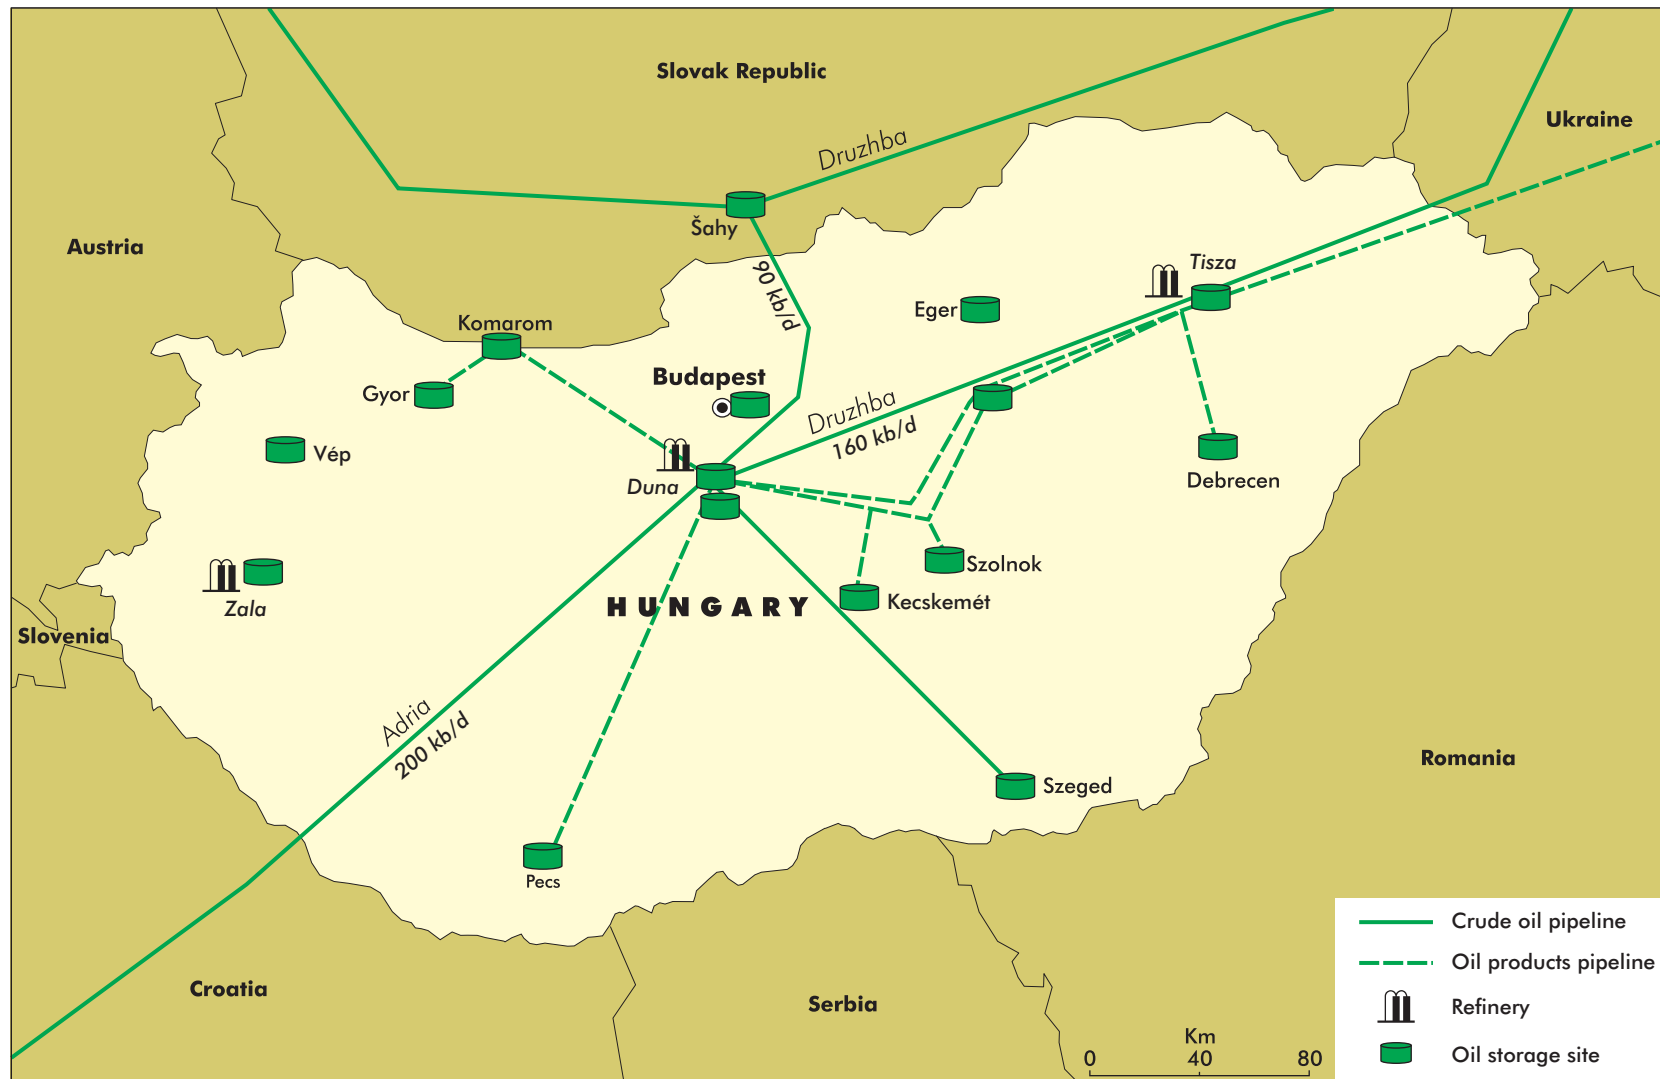 Slovak Republic
Ukraine
Druzhba
Šahy
Austria
90 kb/d
Tisza
Eger
Komarom
Budapest
Gyor
Druzhba
160 kb/d
Vép
Debrecen
Duna
Szolnok
Zala
HUNGARY
Kecskemét
Slovenia
Adria
200 kb/d
Szeged
Romania
Pecs
Croatia
Serbia
Crude oil pipeline
Oil products pipeline
Refinery
Oil storage site
Km
0 40 80